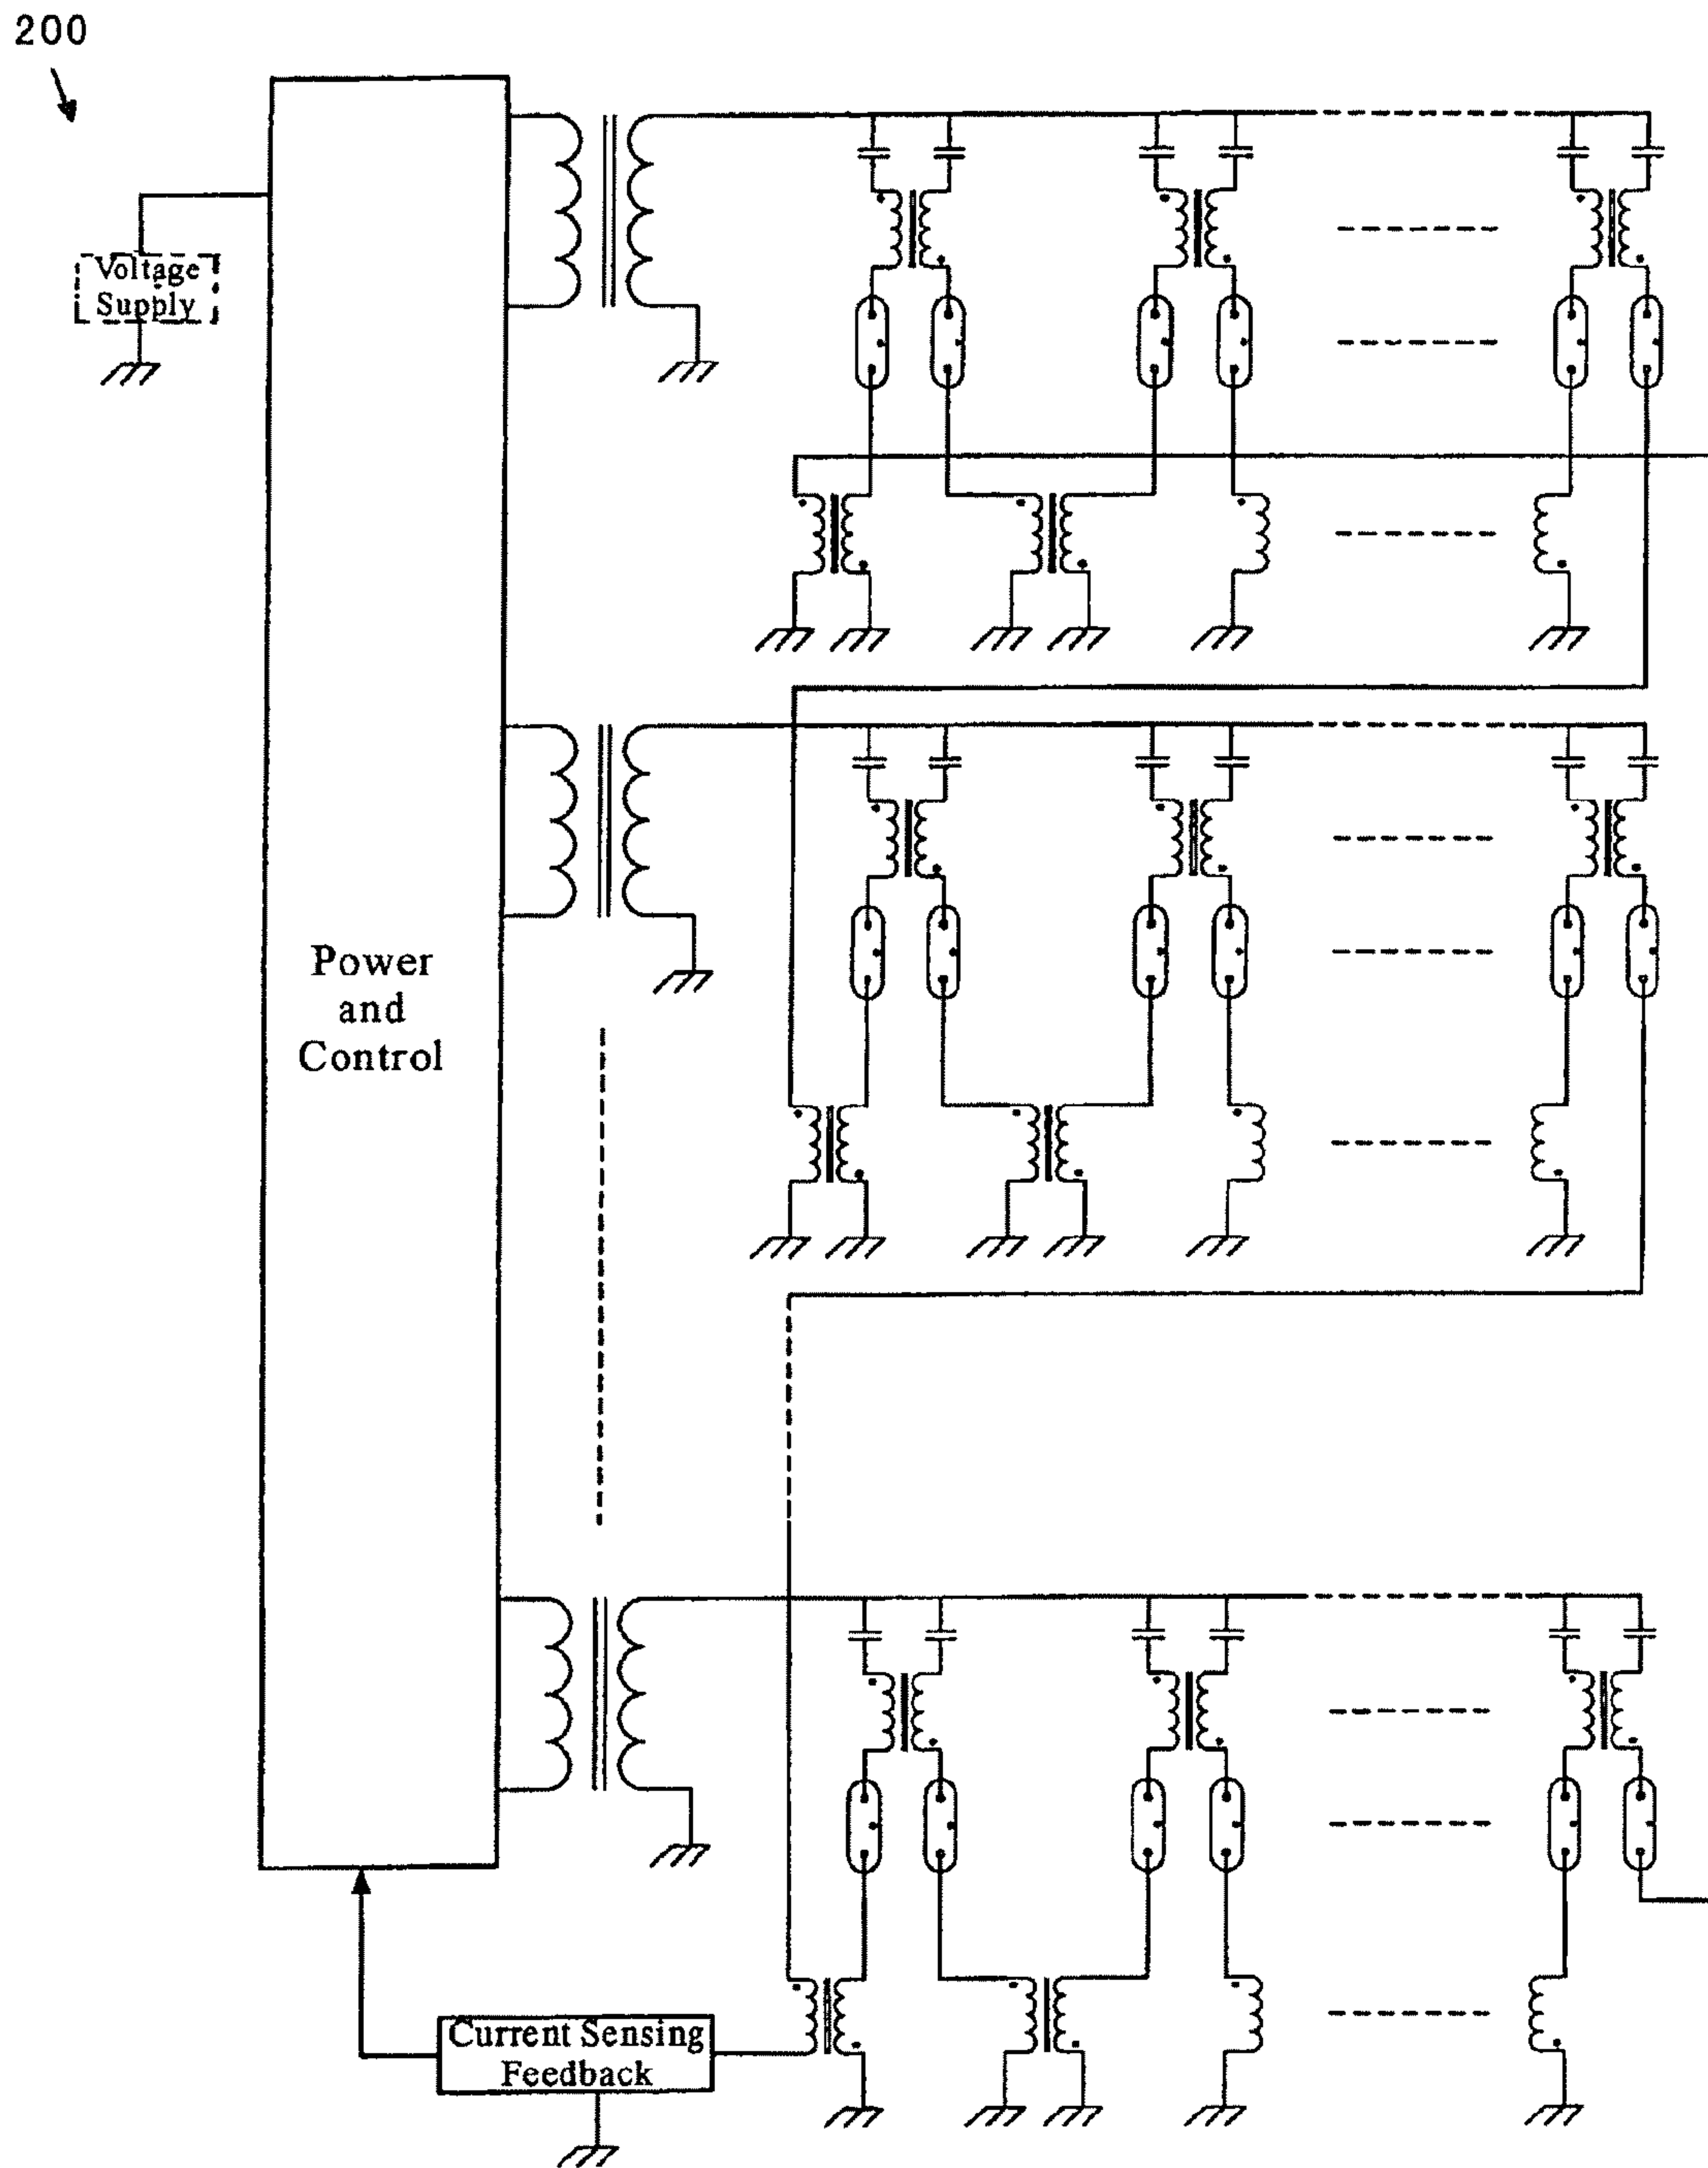 200
Voltage
Supply
Power
and
Control
Current Sensing
Feedback